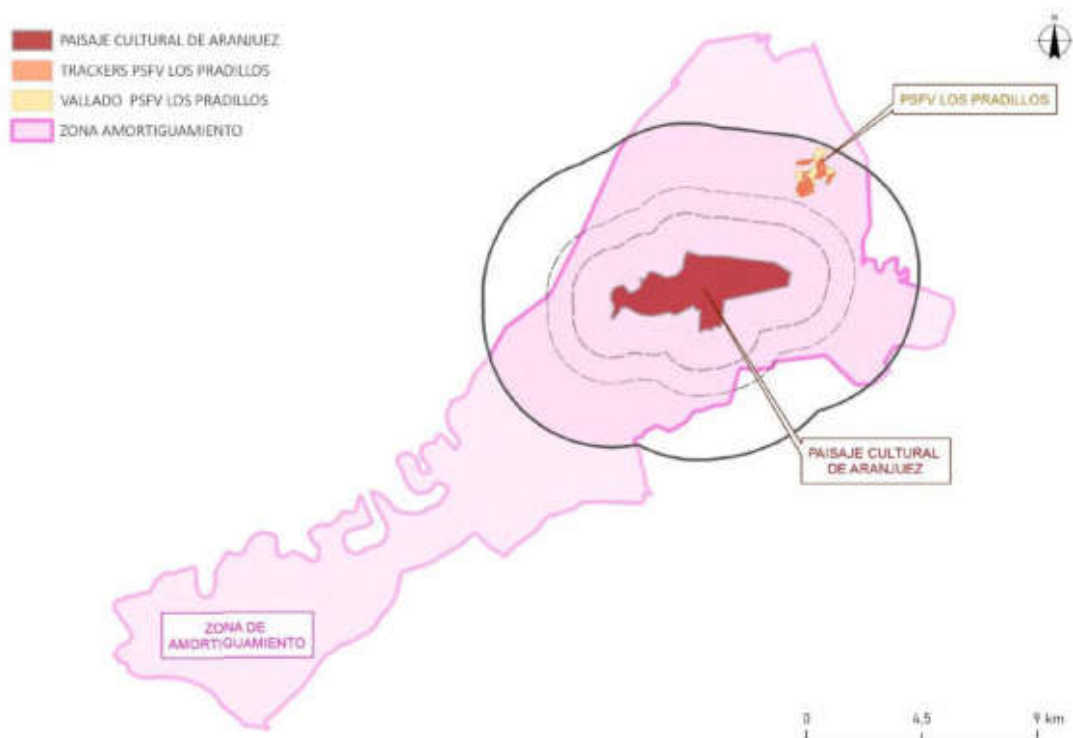 PAISAJE CULTURAL DE ARANJUEZ
TRACKERS PSFV LOS PRADILLOS
VALLADO PSFV LOS PRADILLOS
ZONA AMORTIGUAMIENTO
N
PSFV LOS PRADILLOS
PAISAJE CULTURAL
DE ARANJUEZ
ZONA DE
AMORTIGUAMIENTO
0 4,5 9 km